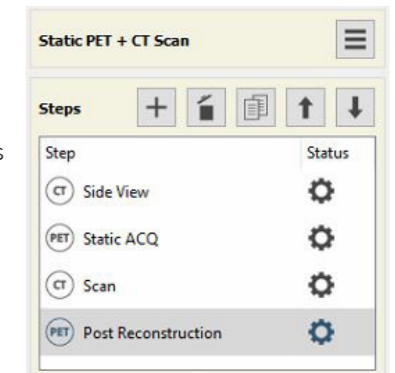 Static PET + CT Scan
Steps
Step Status
CT Side View
PET Static ACQ
CT Scan
PET Post Reconstruction
s